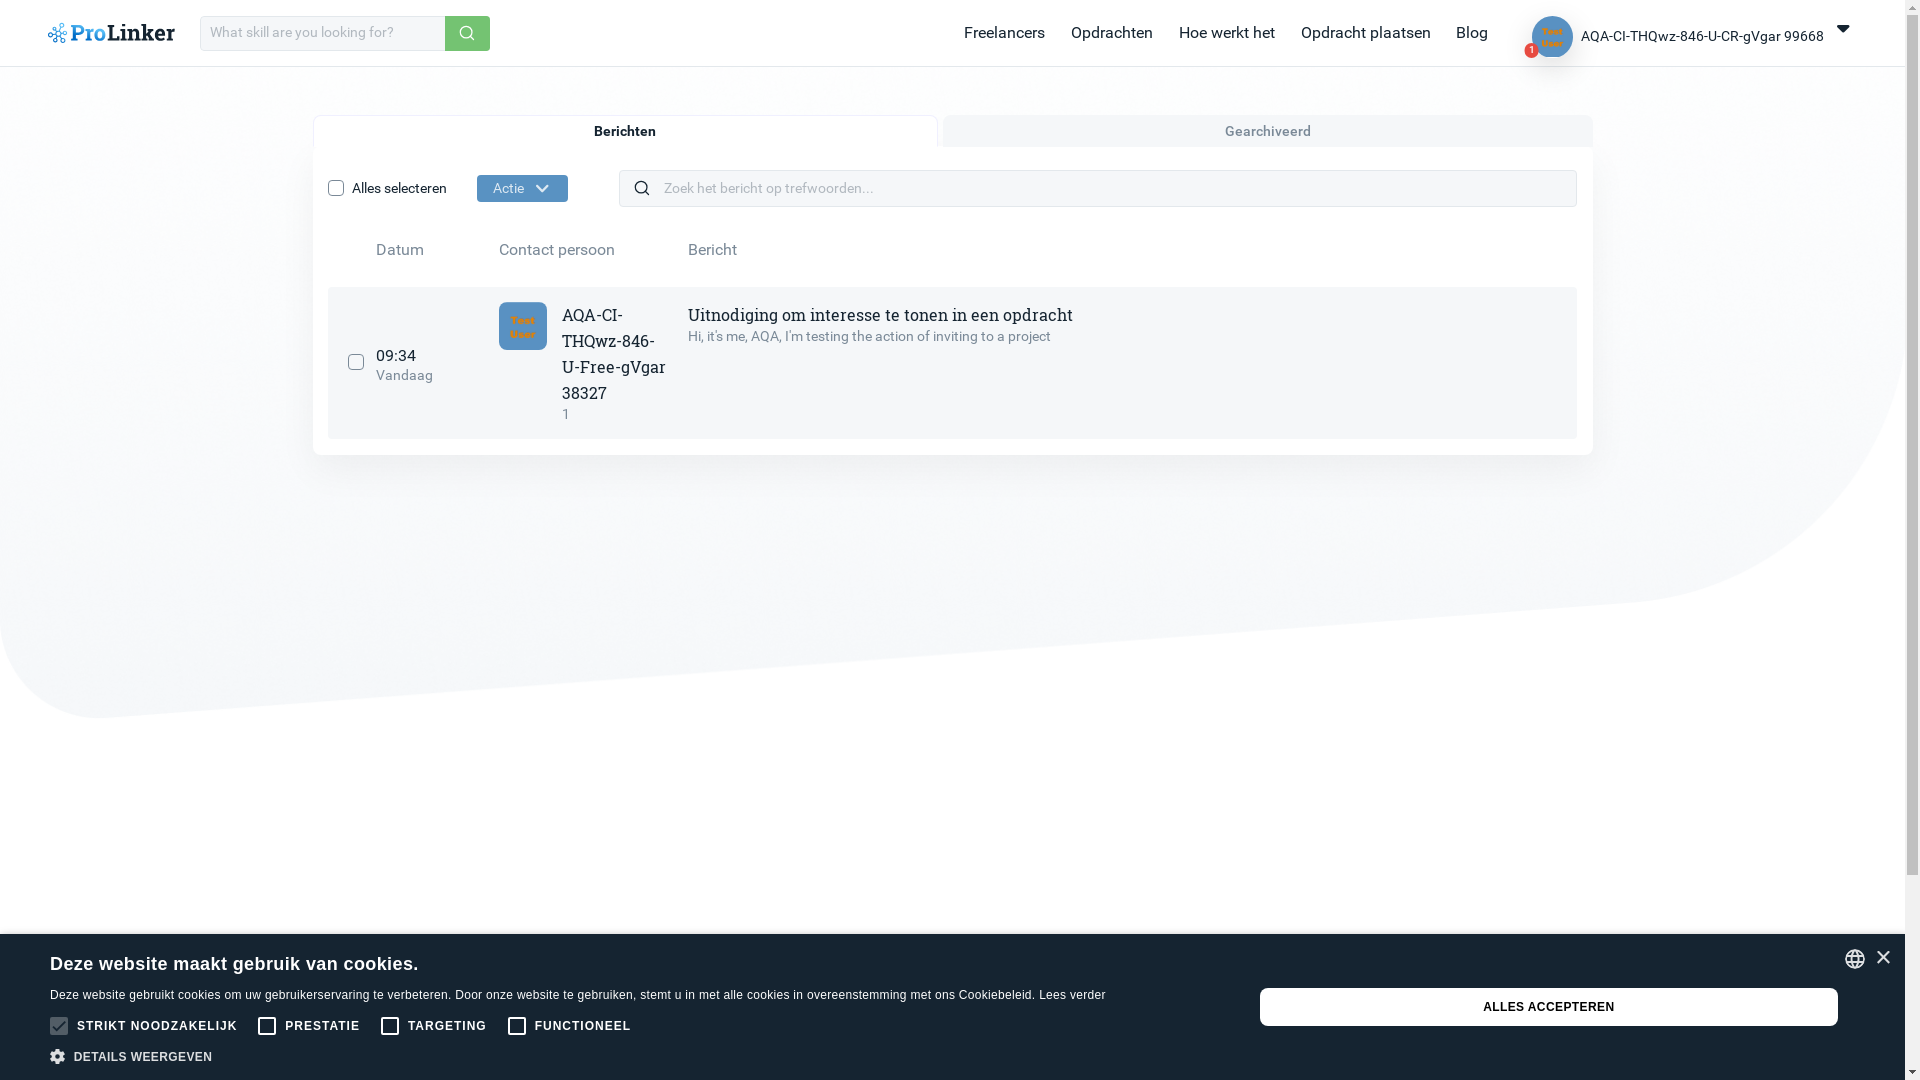 ProLinker
What skill are you looking for?
Freelancers
Opdrachten
Hoe werkt het
Opdracht plaatsen
Blog
Test
User
1
AQA-CI-THQwz-846-U-CR-gVgar 99668
Berichten
Gearchiveerd
Alles selecteren
Actie
Zoek het bericht op trefwoorden...
Datum
Contact persoon
Bericht
09:34
Vandaag
Test
User
AQA-CI-
THQwz-846-
U-Free-gVgar
38327
1
Uitnodiging om interesse te tonen in een opdracht
Hi, it's me, AQA, I'm testing the action of inviting to a project
Deze website maakt gebruik van cookies.
Deze website gebruikt cookies om uw gebruikerservaring te verbeteren. Door onze website te gebruiken, stemt u in met alle cookies in overeenstemming met ons Cookiebeleid. Lees verder
STRIKT NOODZAKELIJK
PRESTATIE
TARGETING
FUNCTIONEEL
DETAILS WEERGEVEN
ALLES ACCEPTEREN